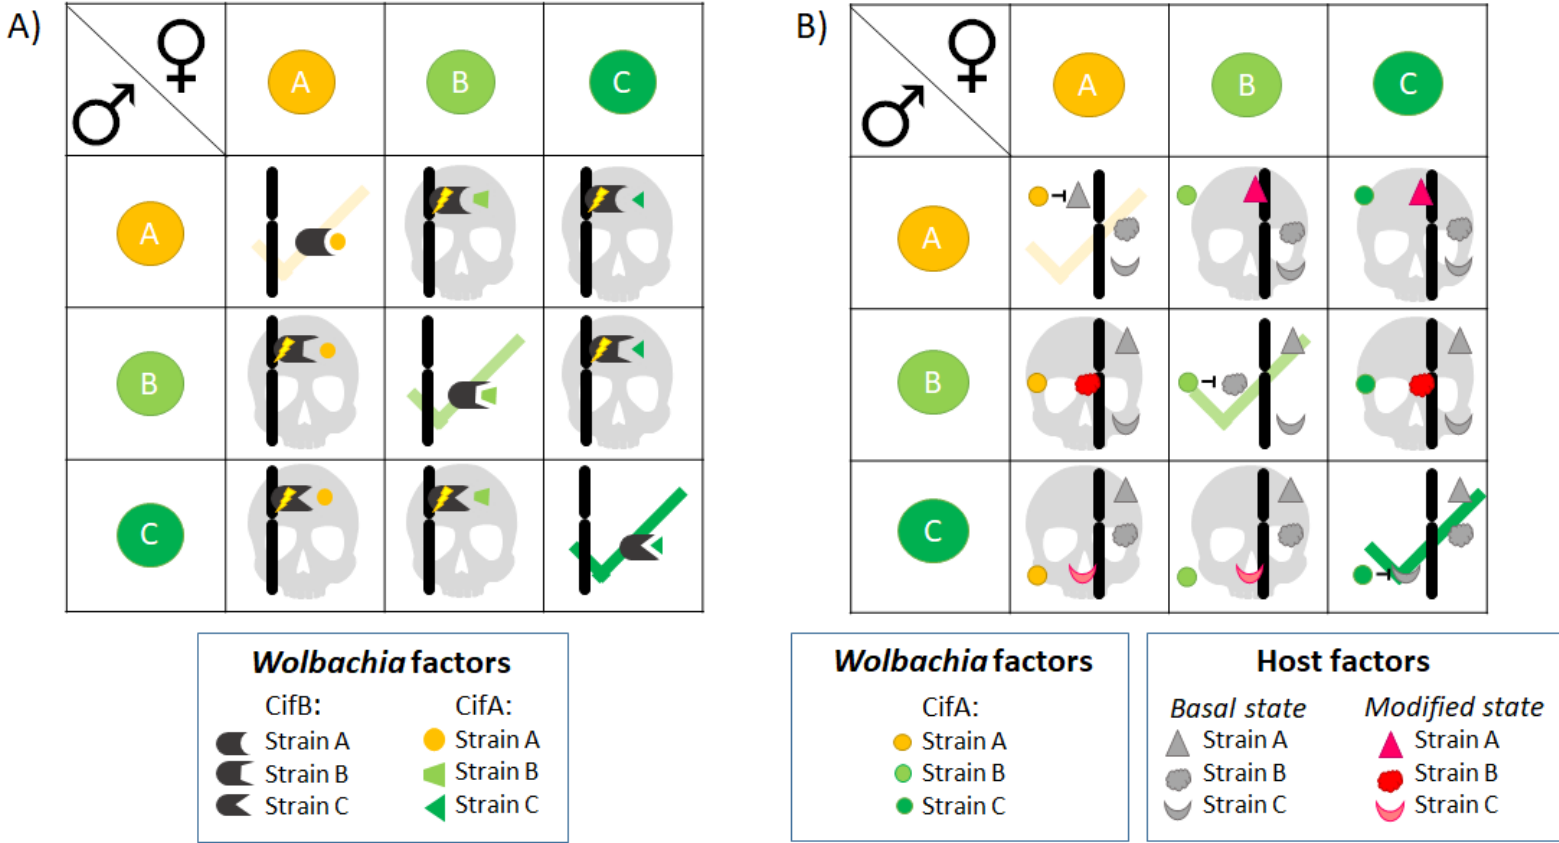 A)
♀
♂
A
B
C
A
B
C
Wolbachia factors
CifB:
CifA:
Strain A
Strain A
Strain B
Strain B
Strain C
Strain C
B)
♀
♂
A
B
C
A
B
C
Wolbachia factors
CifA:
Strain A
Strain B
Strain C
Host factors
Basal state
Modified state
Strain A
Strain A
Strain B
Strain B
Strain C
Strain C